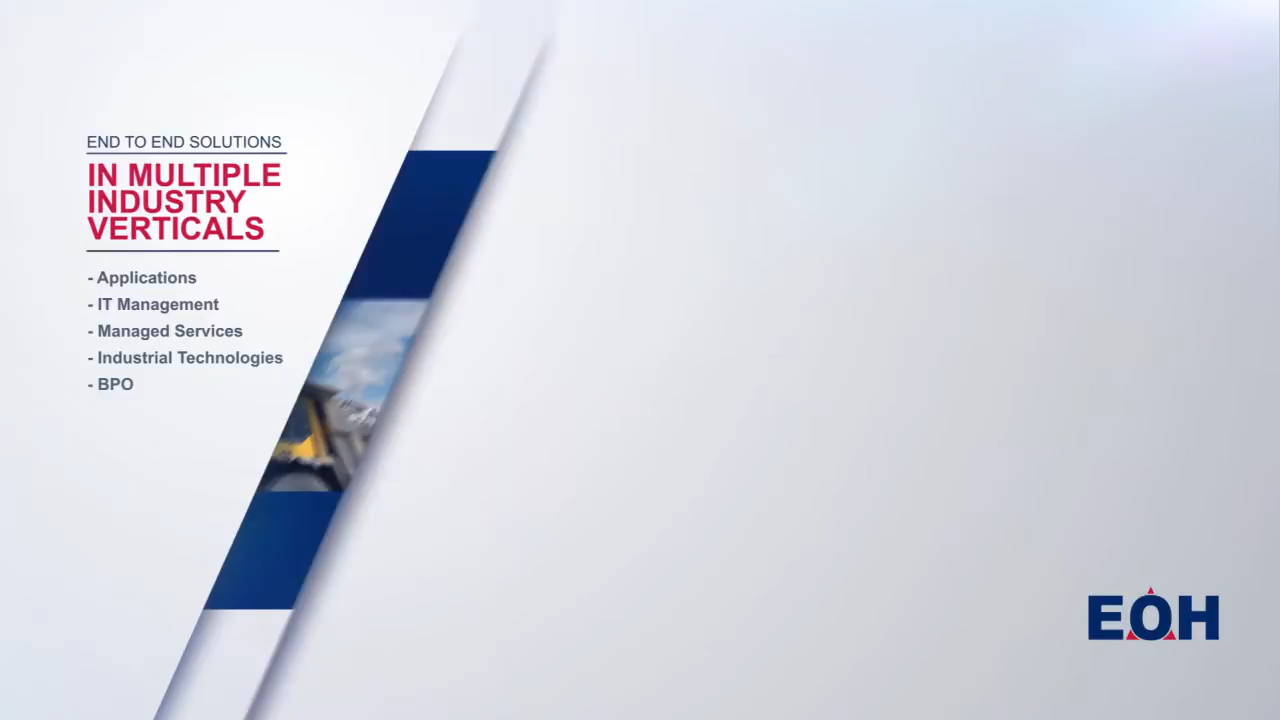 END TO END SOLUTIONS
IN MULTIPLE
INDUSTRY
VERTICALS
- Applications
- IT Management
- Managed Services
- Industrial Technologies
- BPO
EOH